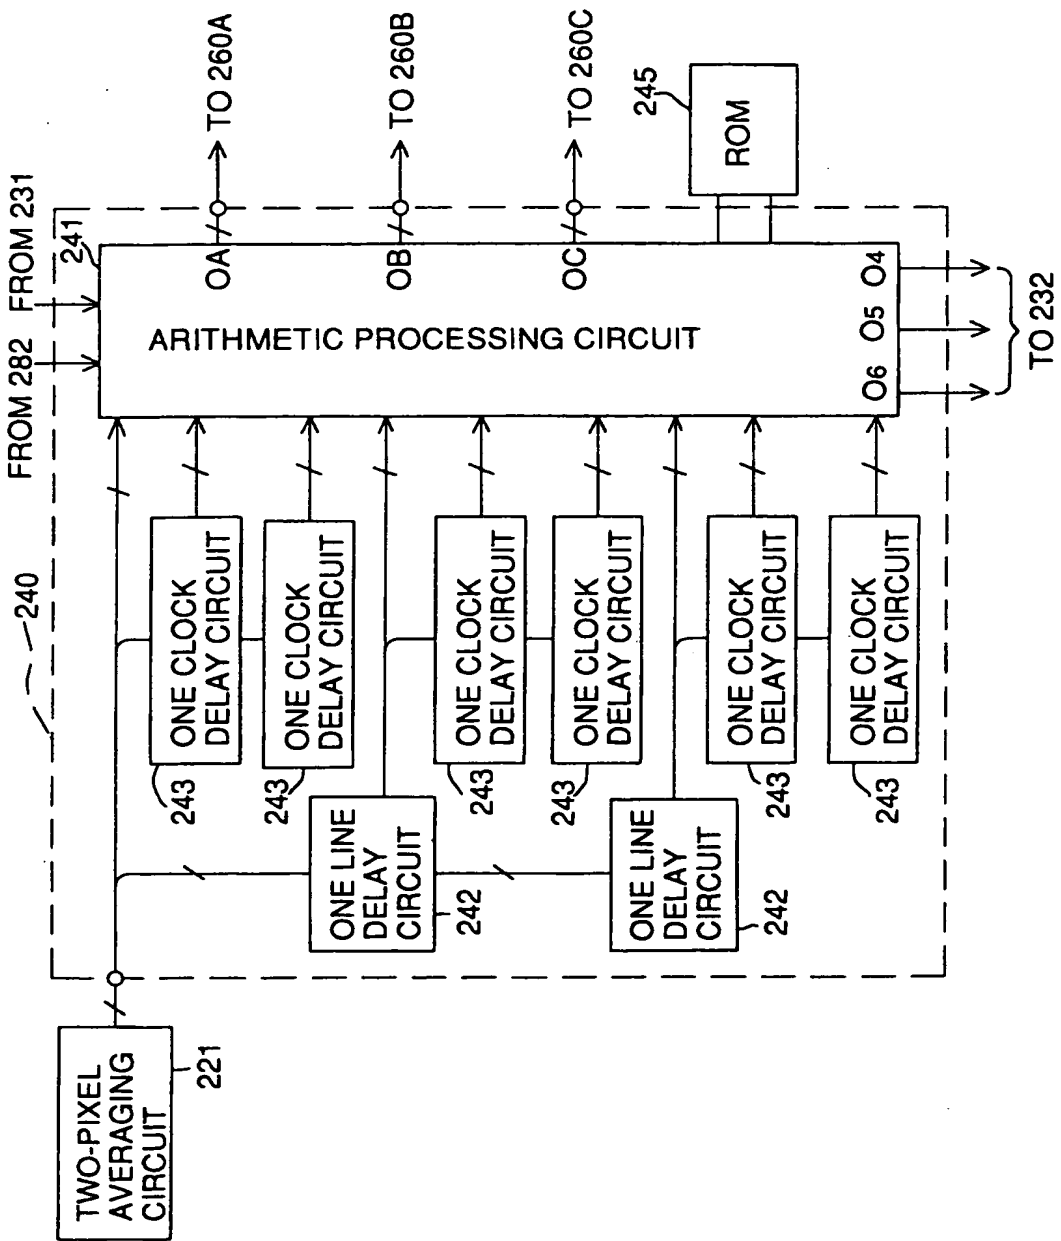 TWO-PIXEL
AVERAGING
CIRCUIT
221
240
ONE LINE
DELAY
CIRCUIT
242
ONE LINE
DELAY
CIRCUIT
242
ONE CLOCK
DELAY CIRCUIT
243
ONE CLOCK
DELAY CIRCUIT
243
ONE CLOCK
DELAY CIRCUIT
243
ONE CLOCK
DELAY CIRCUIT
243
ONE CLOCK
DELAY CIRCUIT
243
ONE CLOCK
DELAY CIRCUIT
243
FROM 282
FROM 231
241
ARITHMETIC PROCESSING CIRCUIT
OA
OB
OC
O6
O5
O4
TO 232
TO 260A
TO 260B
TO 260C
245
ROM